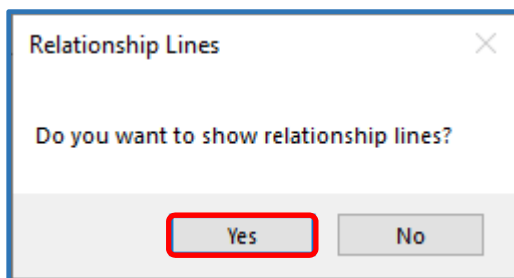 Relationship Lines
Do you want to show relationship lines?
Yes
No